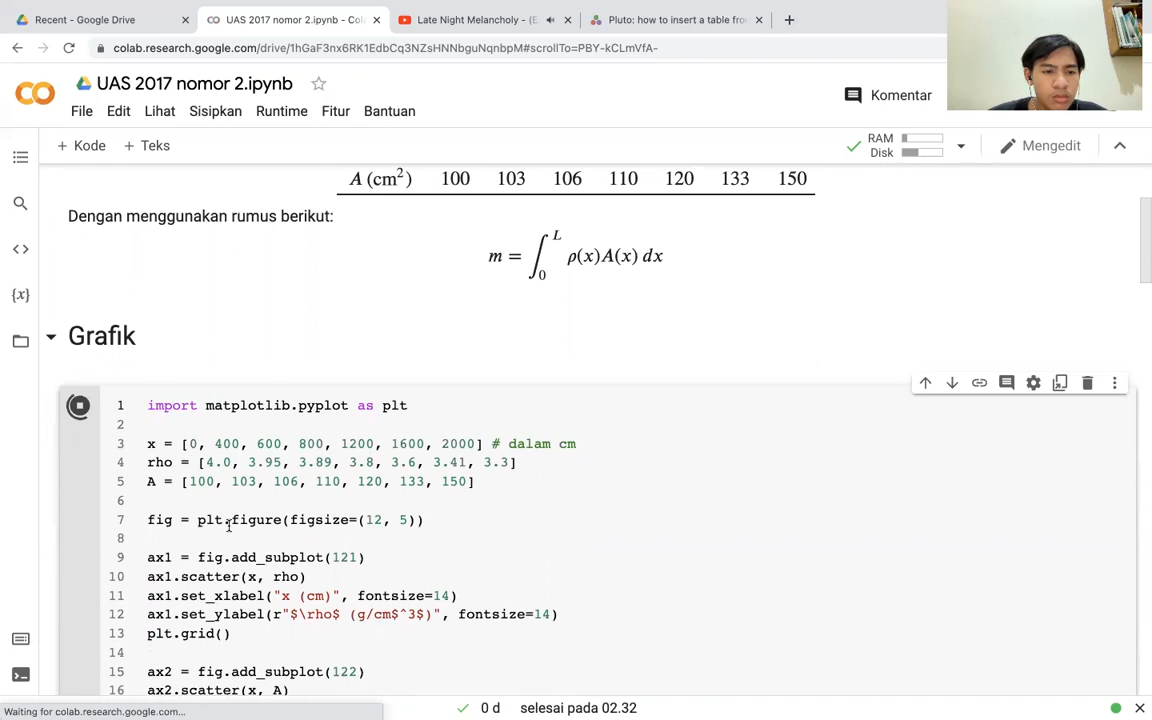 Recent - Google Drive
UAS 2017 nomor 2.ipynb - Co
Late Night Melancholy - (E
Pluto: how to insert a table fro
colab.research.google.com/drive/1hGaF3nx6RK1EdbCq3NZsHNNbguNqnbpM#scrollTo=PBY-kCLmVfA-
UAS 2017 nomor 2.ipynb
File Edit Lihat Sisipkan Runtime Fitur Bantuan
Komentar
+ Kode + Teks
RAM
Disk
Mengedit
A (cm²) 100 103 106 110 120 133 150
Dengan menggunakan rumus berikut:
m = ∫₀ᴸ ρ(x)A(x) dx
Grafik
1 import matplotlib.pyplot as plt
2
3 x = [0, 400, 600, 800, 1200, 1600, 2000] # dalam cm
4 rho = [4.0, 3.95, 3.89, 3.8, 3.6, 3.41, 3.3]
5 A = [100, 103, 106, 110, 120, 133, 150]
6
7 fig = plt.figure(figsize=(12, 5))
8
9 ax1 = fig.add_subplot(121)
10 ax1.scatter(x, rho)
11 ax1.set_xlabel("x (cm)", fontsize=14)
12 ax1.set_ylabel(r"$\rho$ (g/cm$^3$)", fontsize=14)
13 plt.grid()
14
15 ax2 = fig.add_subplot(122)
16 ax2.scatter(x, A)
Waiting for colab.research.google.com...
0 d selesai pada 02.32